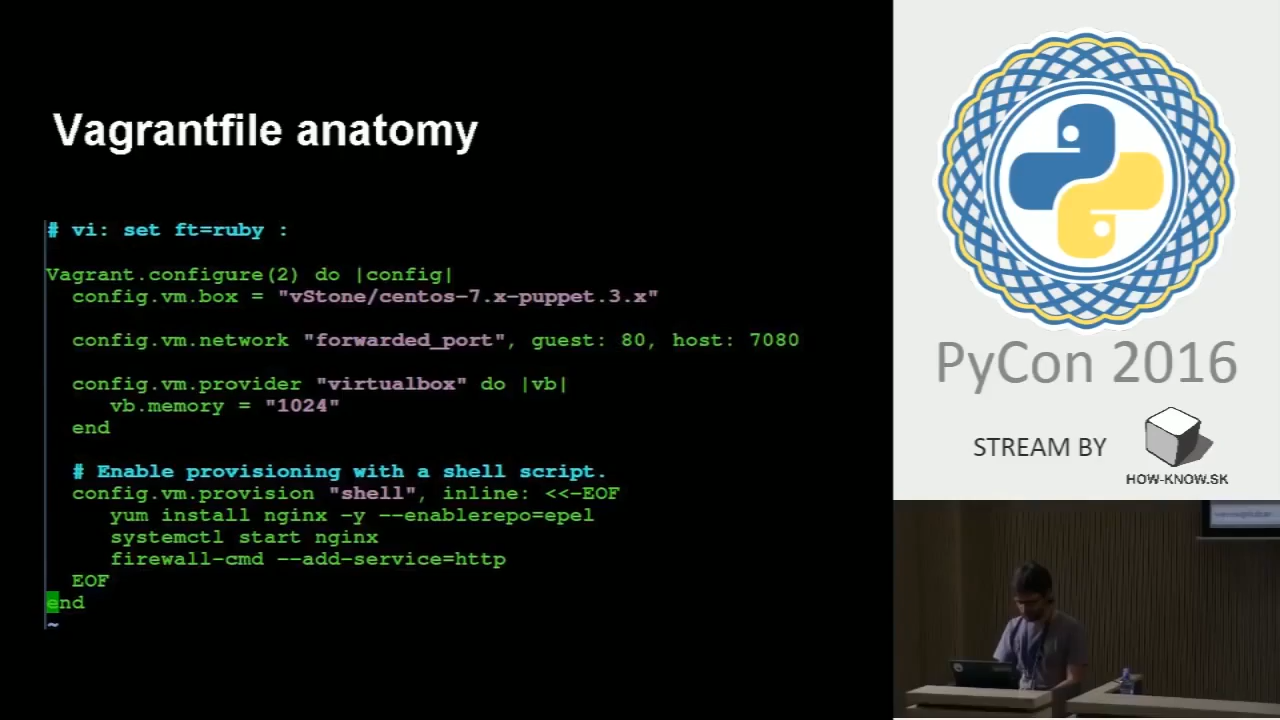 Vagrantfile anatomy
# vi: set ft=ruby :
Vagrant.configure(2) do |config|
config.vm.box = "vStone/centos-7.x-puppet.3.x"
config.vm.network "forwarded_port", guest: 80, host: 7080
config.vm.provider "virtualbox" do |vb|
vb.memory = "1024"
end
# Enable provisioning with a shell script.
config.vm.provision "shell", inline: <<-EOF
yum install nginx -y --enablerepo=epel
systemctl start nginx
firewall-cmd --add-service=http
EOF
end
~
PyCon 2016
STREAM BY
HOW-KNOW.SK